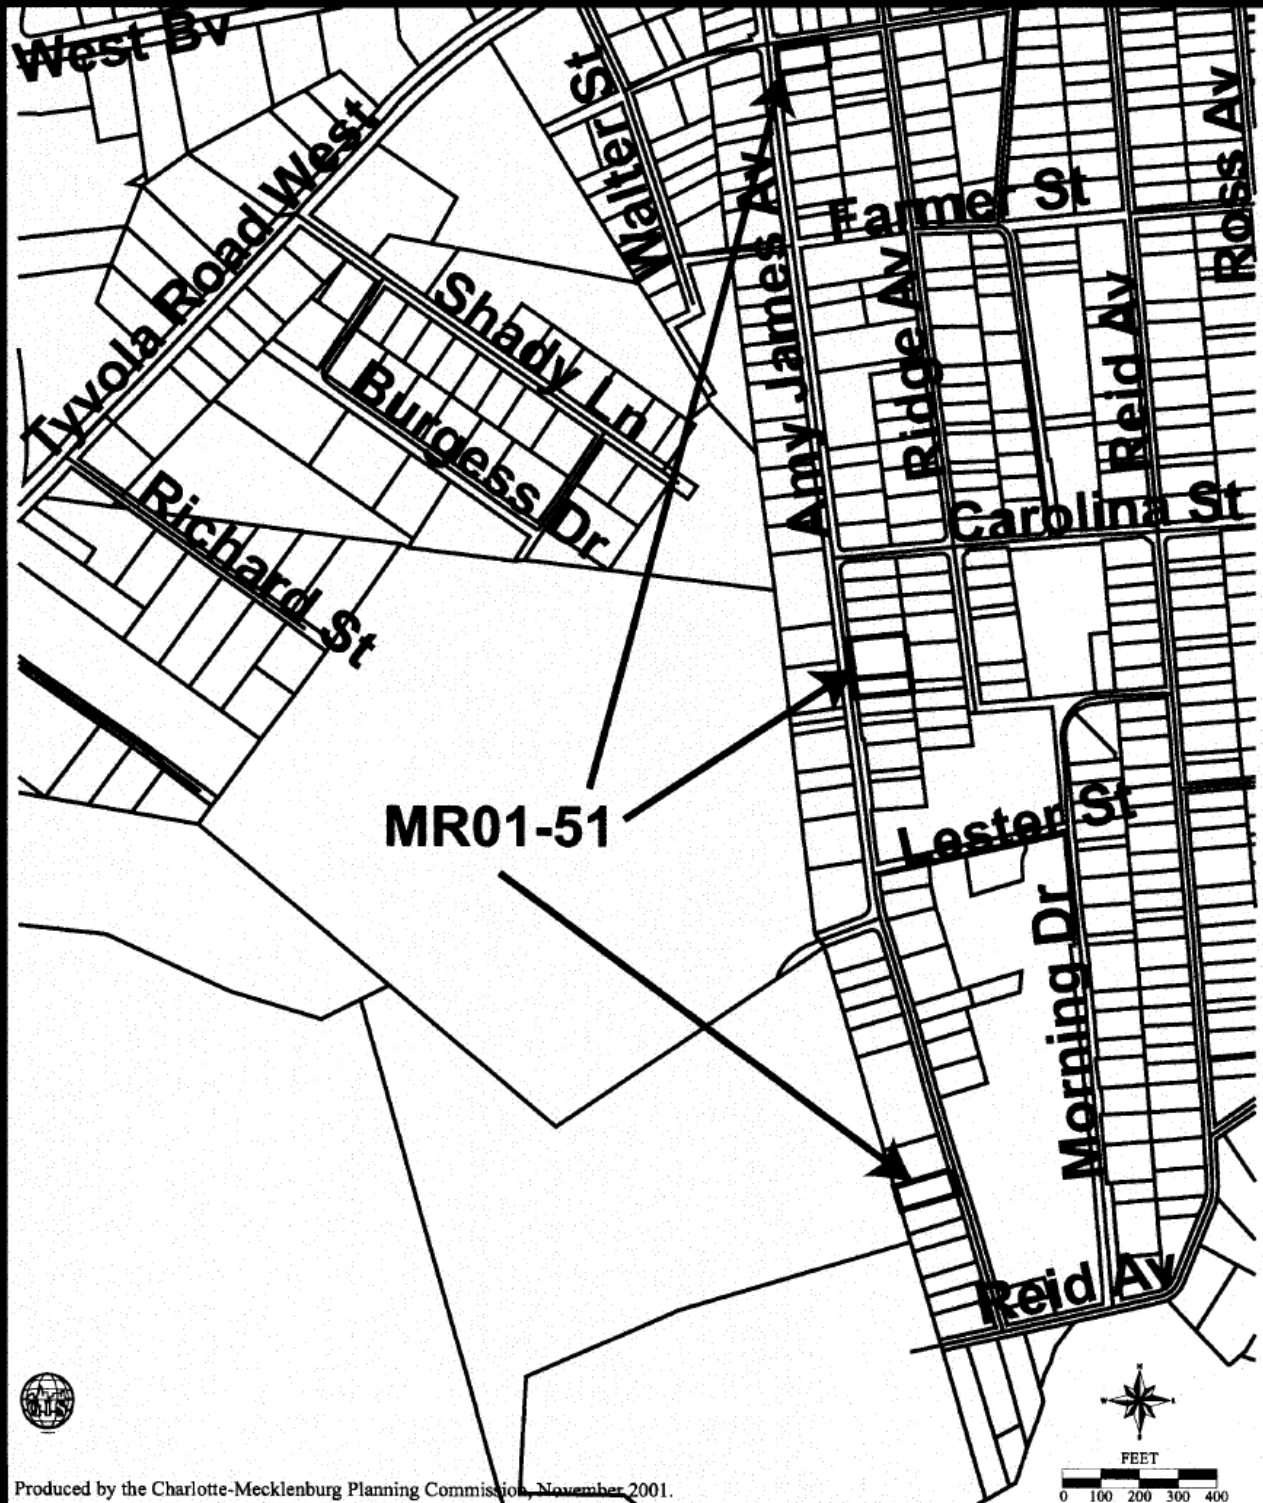 West Bv
Tyvola Road West
Walter St
Amy James Av
Farmer St
Ross Av
Ridge Av
Reid Av
Shady Ln
Burgess Dr
Richard St
Carolina St
MR01-51
Lester St
Morning Dr
Reid Av
GIS
N
W
E
S
FEET
0 100 200 300 400
Produced by the Charlotte-Mecklenburg Planning Commission, November 2001.